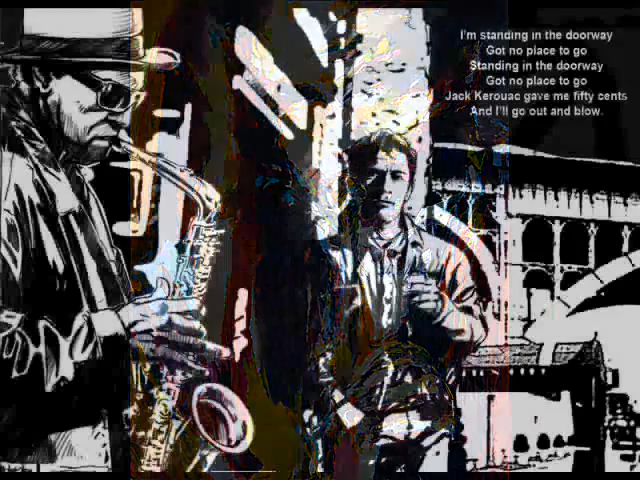 I'm standing in the doorway
Got no place to go
Standing in the doorway
Got no place to go
Jack Kerouac gave me fifty cents
And I'll go out and blow.